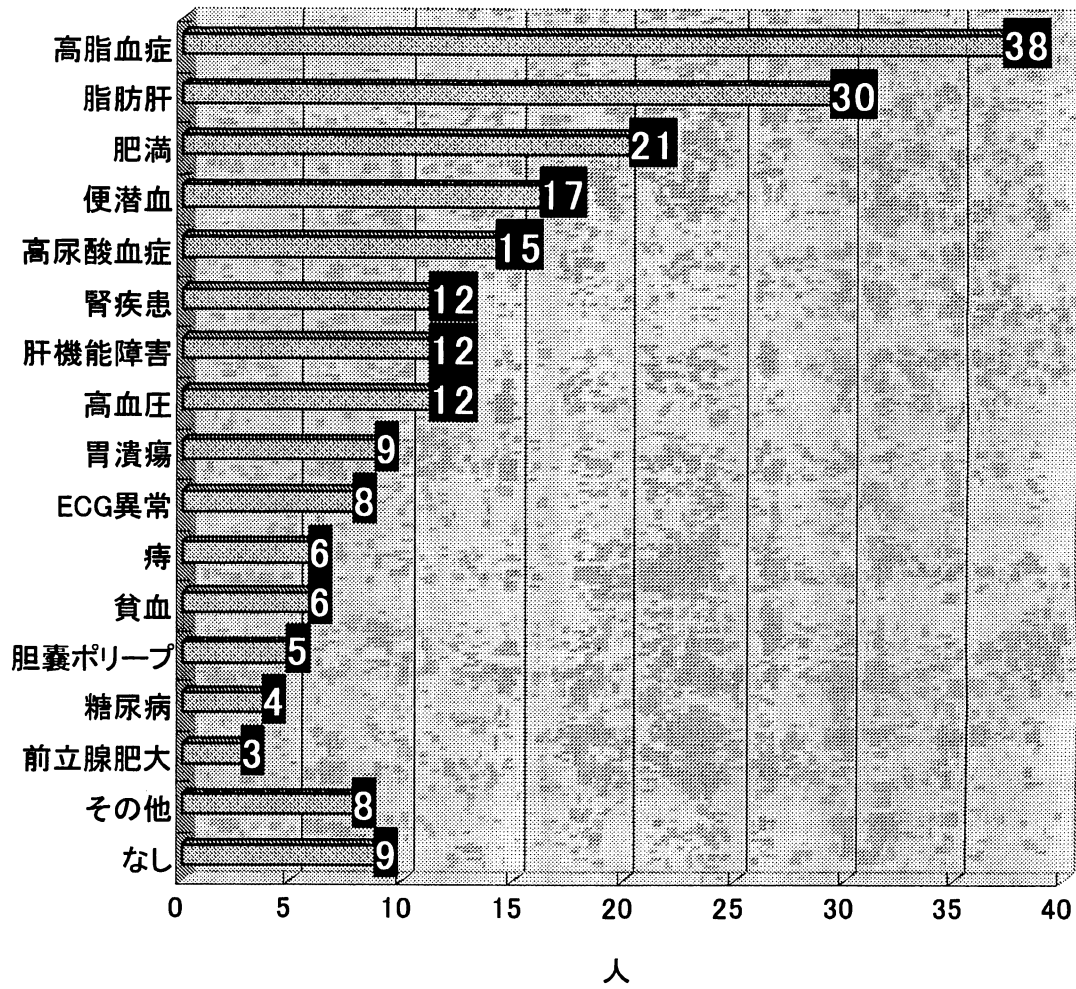 高脂血症 38
脂肪肝 30
肥満 21
便潜血 17
高尿酸血症 15
腎疾患 12
肝機能障害 12
高血圧 12
胃潰瘍 9
ECG異常 8
痔 6
貧血 6
胆嚢ポリープ 5
糖尿病 4
前立腺肥大 3
その他 8
なし 9
0 5 10 15 20 25 30 35 40
人